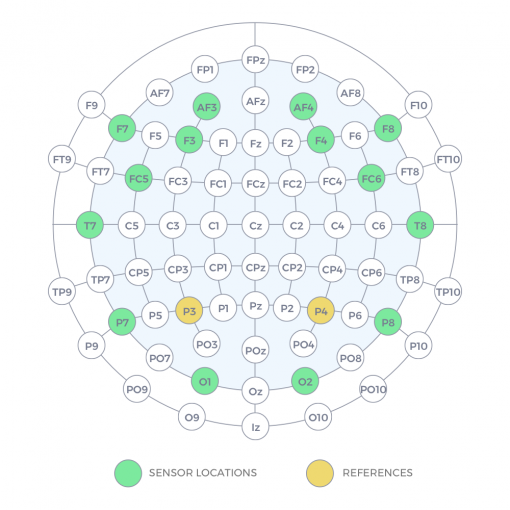 FPz
FP1 FP2
AF7 AF8
AFz
F9 AF3 AF4 F10
F7 F8
F5 F3 F1 Fz F2 F4 F6
FT9 FT10
FT7 FC5 FC3 FC1 FCz FC2 FC4 FC6 FT8
T7 C5 C3 C1 Cz C2 C4 C6 T8
TP7 CP5 CP3 CP1 CPz CP2 CP4 CP6 TP8
TP9 TP10
P7 P5 P3 P1 Pz P2 P4 P6 P8
P9 PO3 POz PO4 P10
PO7 PO8
PO9 O1 Oz O2 PO10
O9 Iz O10
SENSOR LOCATIONS REFERENCES